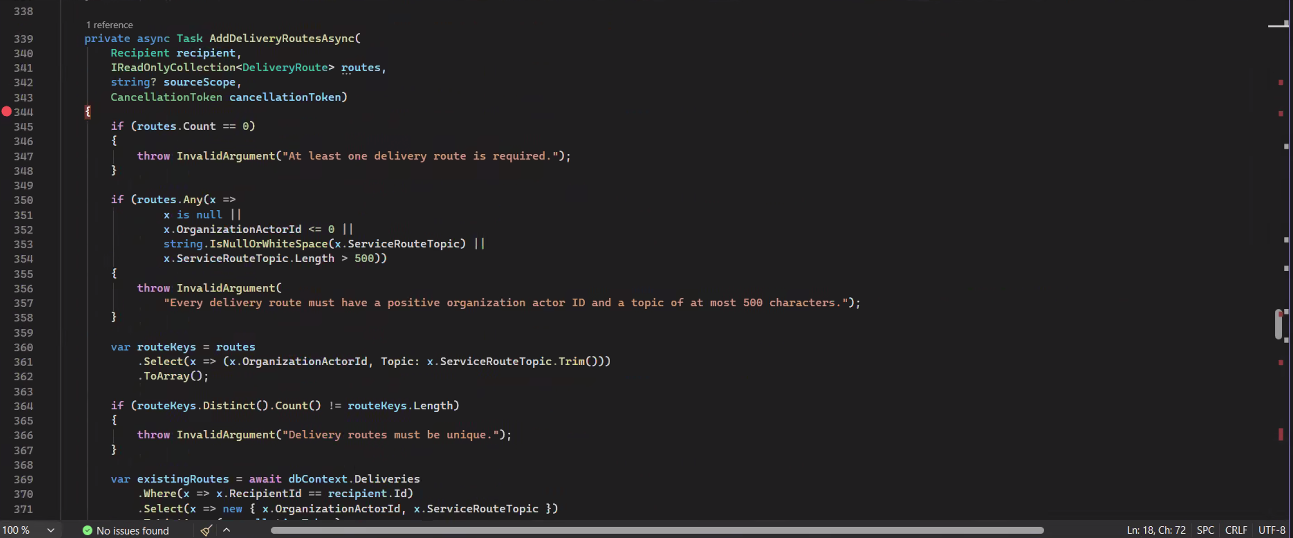 338
1 reference
339 private async Task AddDeliveryRoutesAsync(
340 Recipient recipient,
341 IReadOnlyCollection<DeliveryRoute> routes,
342 string? sourceScope,
343 CancellationToken cancellationToken)
344 {
345 if (routes.Count == 0)
346 {
347 throw InvalidArgument("At least one delivery route is required.");
348 }
349
350 if (routes.Any(x =>
351 x is null ||
352 x.OrganizationActorId <= 0 ||
353 string.IsNullOrWhiteSpace(x.ServiceRouteTopic) ||
354 x.ServiceRouteTopic.Length > 500))
355 {
356 throw InvalidArgument(
357 "Every delivery route must have a positive organization actor ID and a topic of at most 500 characters.");
358 }
359
360 var routeKeys = routes
361 .Select(x => (x.OrganizationActorId, Topic: x.ServiceRouteTopic.Trim()))
362 .ToArray();
363
364 if (routeKeys.Distinct().Count() != routeKeys.Length)
365 {
366 throw InvalidArgument("Delivery routes must be unique.");
367 }
368
369 var existingRoutes = await dbContext.Deliveries
370 .Where(x => x.RecipientId == recipient.Id)
371 .Select(x => new { x.OrganizationActorId, x.ServiceRouteTopic })
100 % No issues found Ln: 18, Ch: 72 SPC CRLF UTF-8